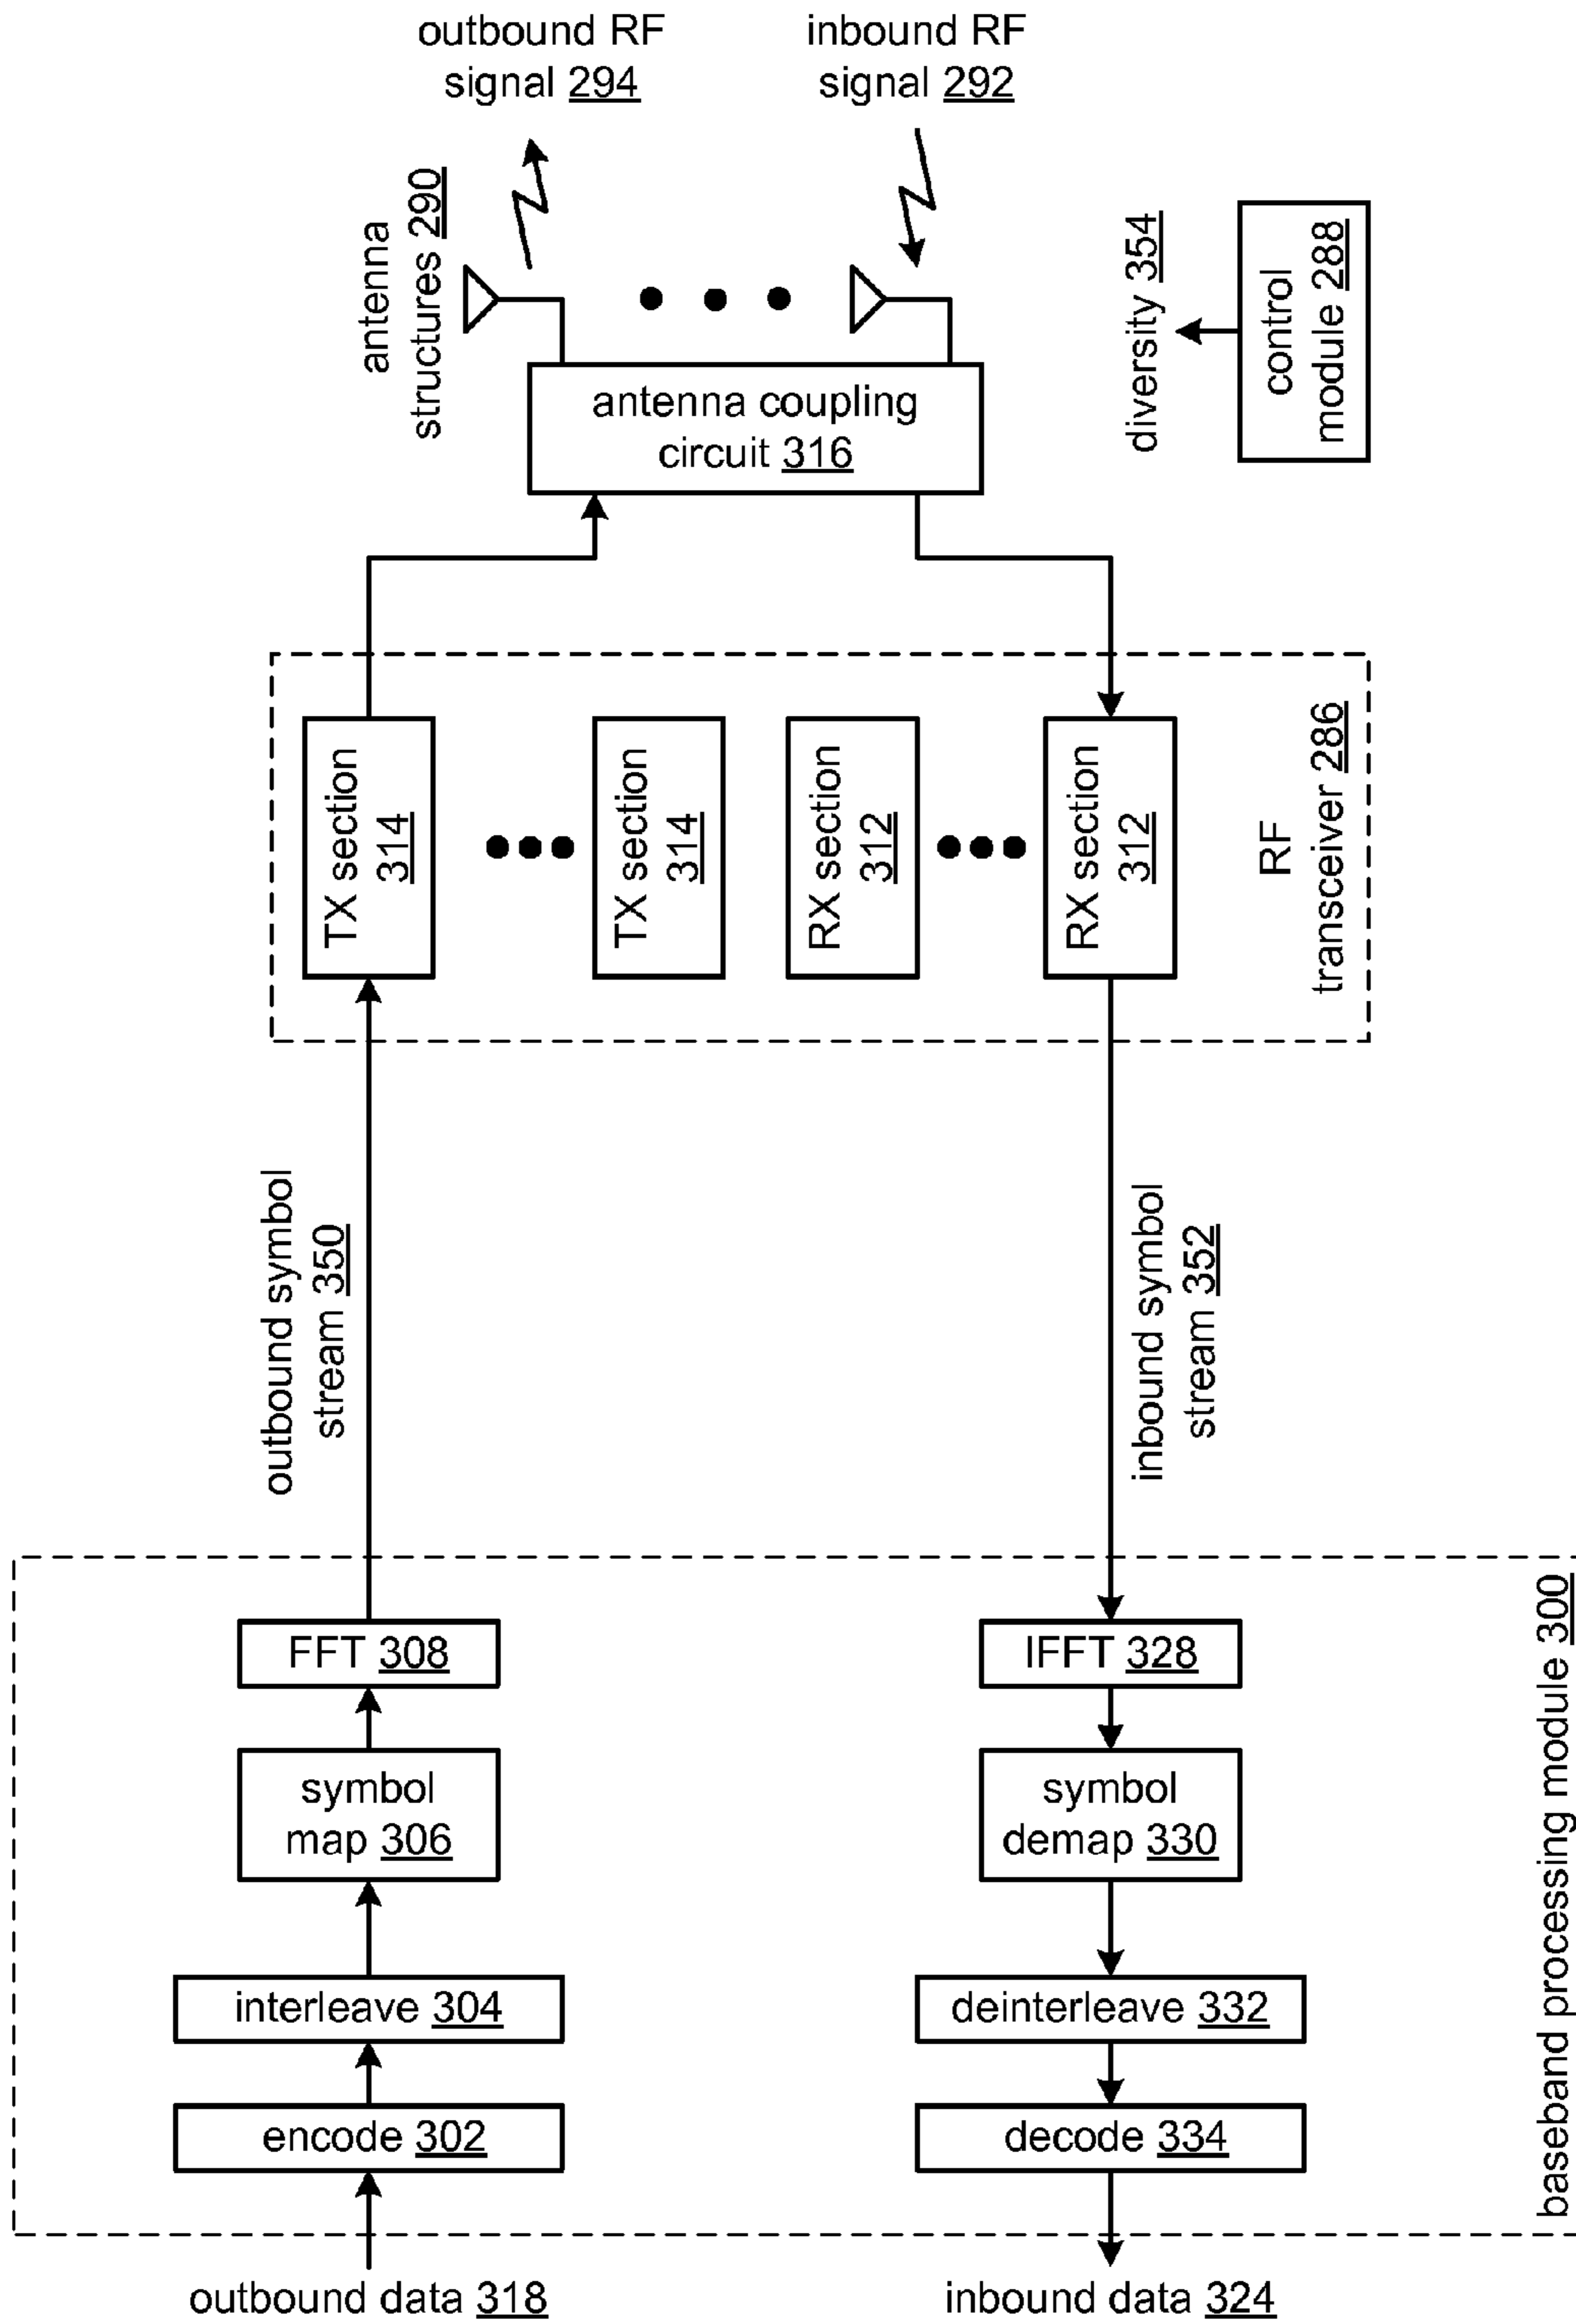 outbound RF
signal 294
inbound RF
signal 292
antenna
structures 290
antenna coupling
circuit 316
diversity 354
control
module 288
TX section
314
TX section
314
RX section
312
RX section
312
RF
transceiver 286
outbound symbol
stream 350
inbound symbol
stream 352
FFT 308
IFFT 328
symbol
map 306
symbol
demap 330
interleave 304
deinterleave 332
encode 302
decode 334
baseband processing module 300
outbound data 318
inbound data 324